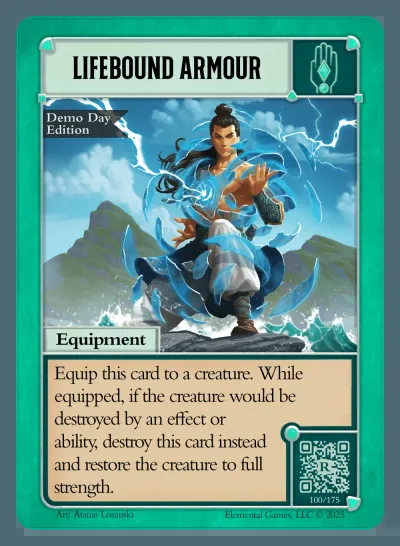 LIFEBOUND ARMOUR
Demo Day
Edition
Equipment
Equip this card to a creature. While
equipped, if the creature would be
destroyed by an effect or
ability, destroy this card instead
and restore the creature to full
strength.
R
100/175
Art: Atanas Lozanski
Elemental Games, LLC © 2025